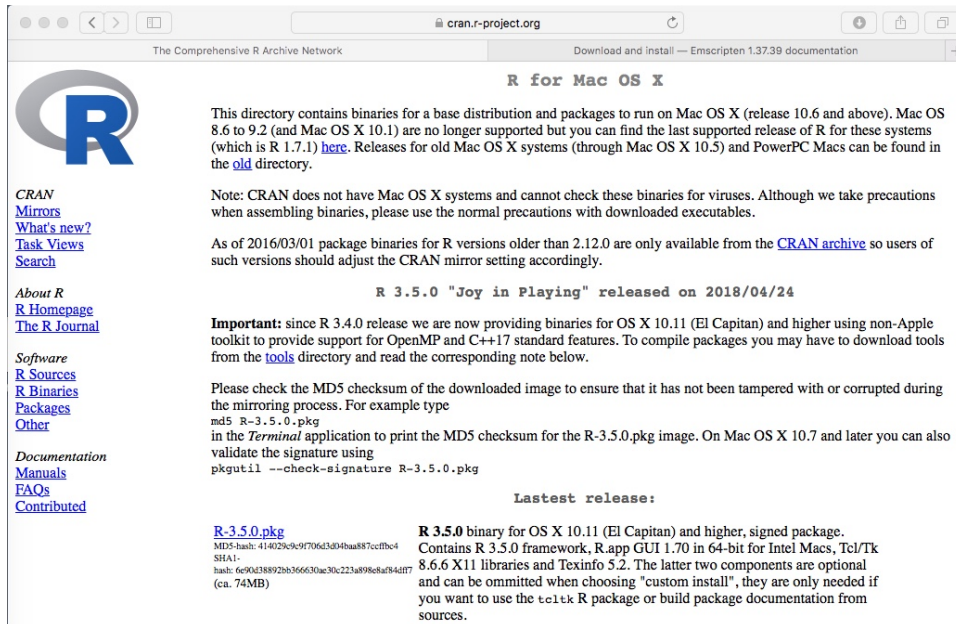 cran.r-project.org
The Comprehensive R Archive Network
Download and install — Emscripten 1.37.39 documentation
R
R for Mac OS X
This directory contains binaries for a base distribution and packages to run on Mac OS X (release 10.6 and above). Mac OS
8.6 to 9.2 (and Mac OS X 10.1) are no longer supported but you can find the last supported release of R for these systems
(which is R 1.7.1) here. Releases for old Mac OS X systems (through Mac OS X 10.5) and PowerPC Macs can be found in
the old directory.
CRAN
Mirrors
What's new?
Task Views
Search
About R
R Homepage
The R Journal
Software
R Sources
R Binaries
Packages
Other
Documentation
Manuals
FAQs
Contributed
Note: CRAN does not have Mac OS X systems and cannot check these binaries for viruses. Although we take precautions
when assembling binaries, please use the normal precautions with downloaded executables.
As of 2016/03/01 package binaries for R versions older than 2.12.0 are only available from the CRAN archive so users of
such versions should adjust the CRAN mirror setting accordingly.
R 3.5.0 "Joy in Playing" released on 2018/04/24
Important: since R 3.4.0 release we are now providing binaries for OS X 10.11 (El Capitan) and higher using non-Apple
toolkit to provide support for OpenMP and C++17 standard features. To compile packages you may have to download tools
from the tools directory and read the corresponding note below.
Please check the MD5 checksum of the downloaded image to ensure that it has not been tampered with or corrupted during
the mirroring process. For example type
md5 R-3.5.0.pkg
in the Terminal application to print the MD5 checksum for the R-3.5.0.pkg image. On Mac OS X 10.7 and later you can also
validate the signature using
pkgutil --check-signature R-3.5.0.pkg
Lastest release:
R-3.5.0.pkg
MD5-hash: 414029c9c9f706d3d04baa887ccffbc4
SHA1-
hash: 6e90d38892bb366630ae30c223a898e8af84dff7
(ca. 74MB)
R 3.5.0 binary for OS X 10.11 (El Capitan) and higher, signed package.
Contains R 3.5.0 framework, R.app GUI 1.70 in 64-bit for Intel Macs, Tcl/Tk
8.6.6 X11 libraries and Texinfo 5.2. The latter two components are optional
and can be ommitted when choosing "custom install", they are only needed if
you want to use the tcltk R package or build package documentation from
sources.